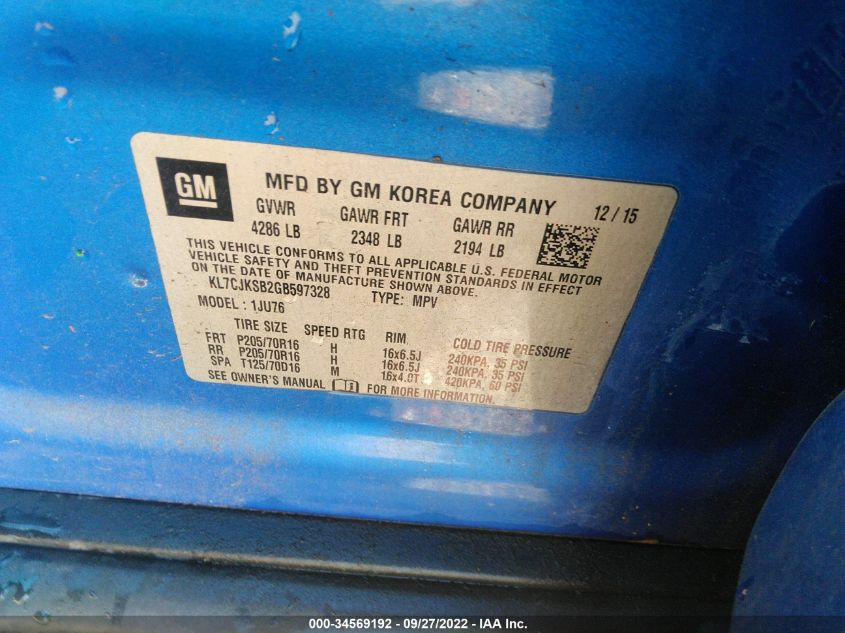 GM
MFD BY GM KOREA COMPANY 12/15
GVWR GAWR FRT GAWR RR
4286 LB 2348 LB 2194 LB
THIS VEHICLE CONFORMS TO ALL APPLICABLE U.S. FEDERAL MOTOR
VEHICLE SAFETY AND THEFT PREVENTION STANDARDS IN EFFECT
ON THE DATE OF MANUFACTURE SHOWN ABOVE.
KL7CJKSB2GB597328 TYPE: MPV
MODEL: 1JU76
TIRE SIZE SPEED RTG RIM COLD TIRE PRESSURE
FRT P205/70R16 H 16x6.5J 240KPA, 35 PSI
RR P205/70R16 H 16x6.5J 240KPA, 35 PSI
SPA T125/70D16 M 16x4.0T 420KPA, 60 PSI
SEE OWNER'S MANUAL FOR MORE INFORMATION.
000-34569192 - 09/27/2022 - IAA Inc.